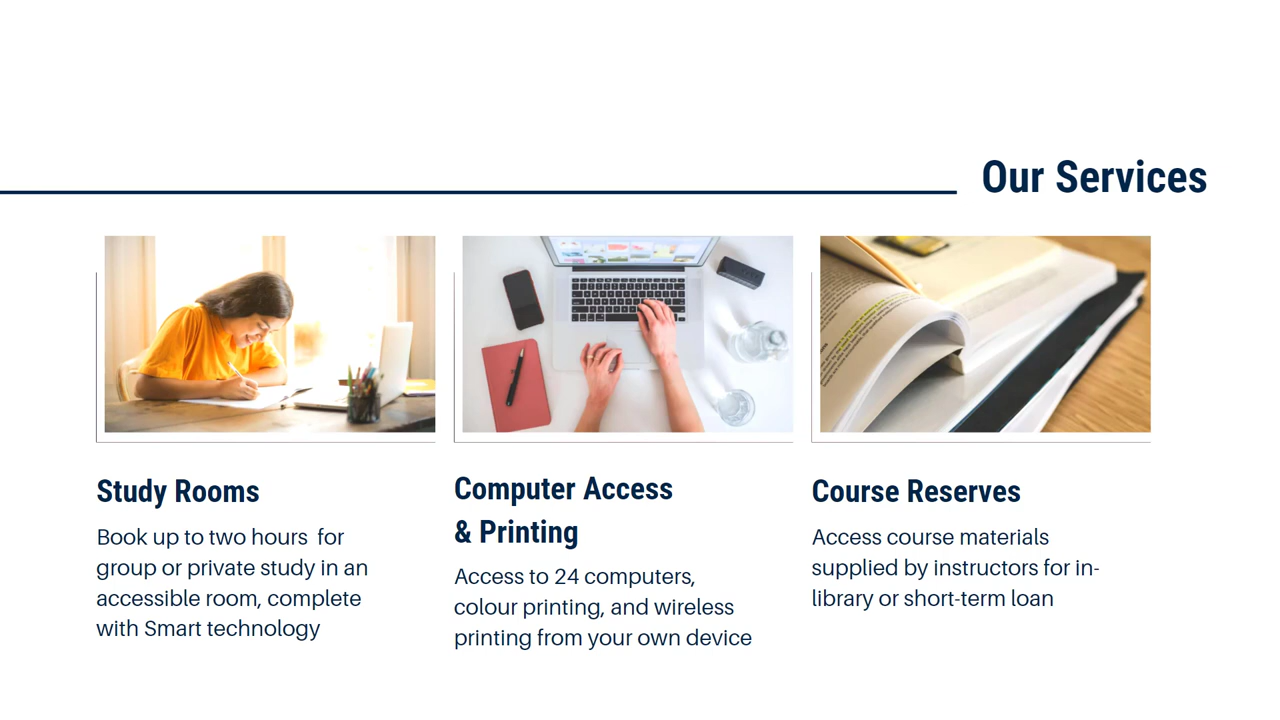 Our Services
Study Rooms
Book up to two hours  for
group or private study in an
accessible room, complete
with Smart technology
Computer Access
& Printing
Access to 24 computers,
colour printing, and wireless
printing from your own device
Course Reserves
Access course materials
supplied by instructors for in-
library or short-term loan